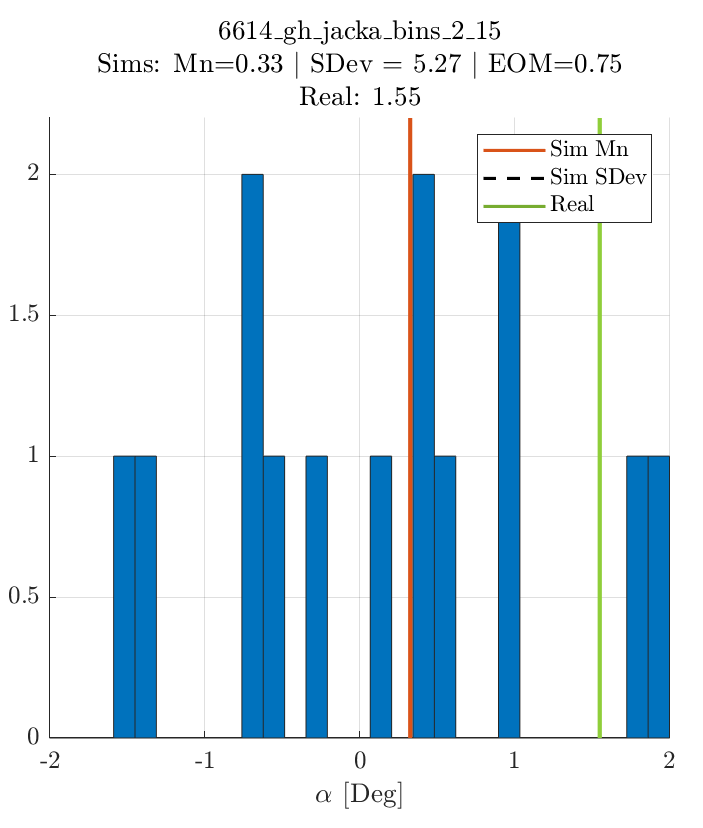 6614_gh_jacka_bins_2_15
Sims: Mn=0.33 | SDev = 5.27 | EOM=0.75
Real: 1.55
Sim Mn
Sim SDev
Real
2
1.5
1
0.5
0
-2 -1 0 1 2
α [Deg]